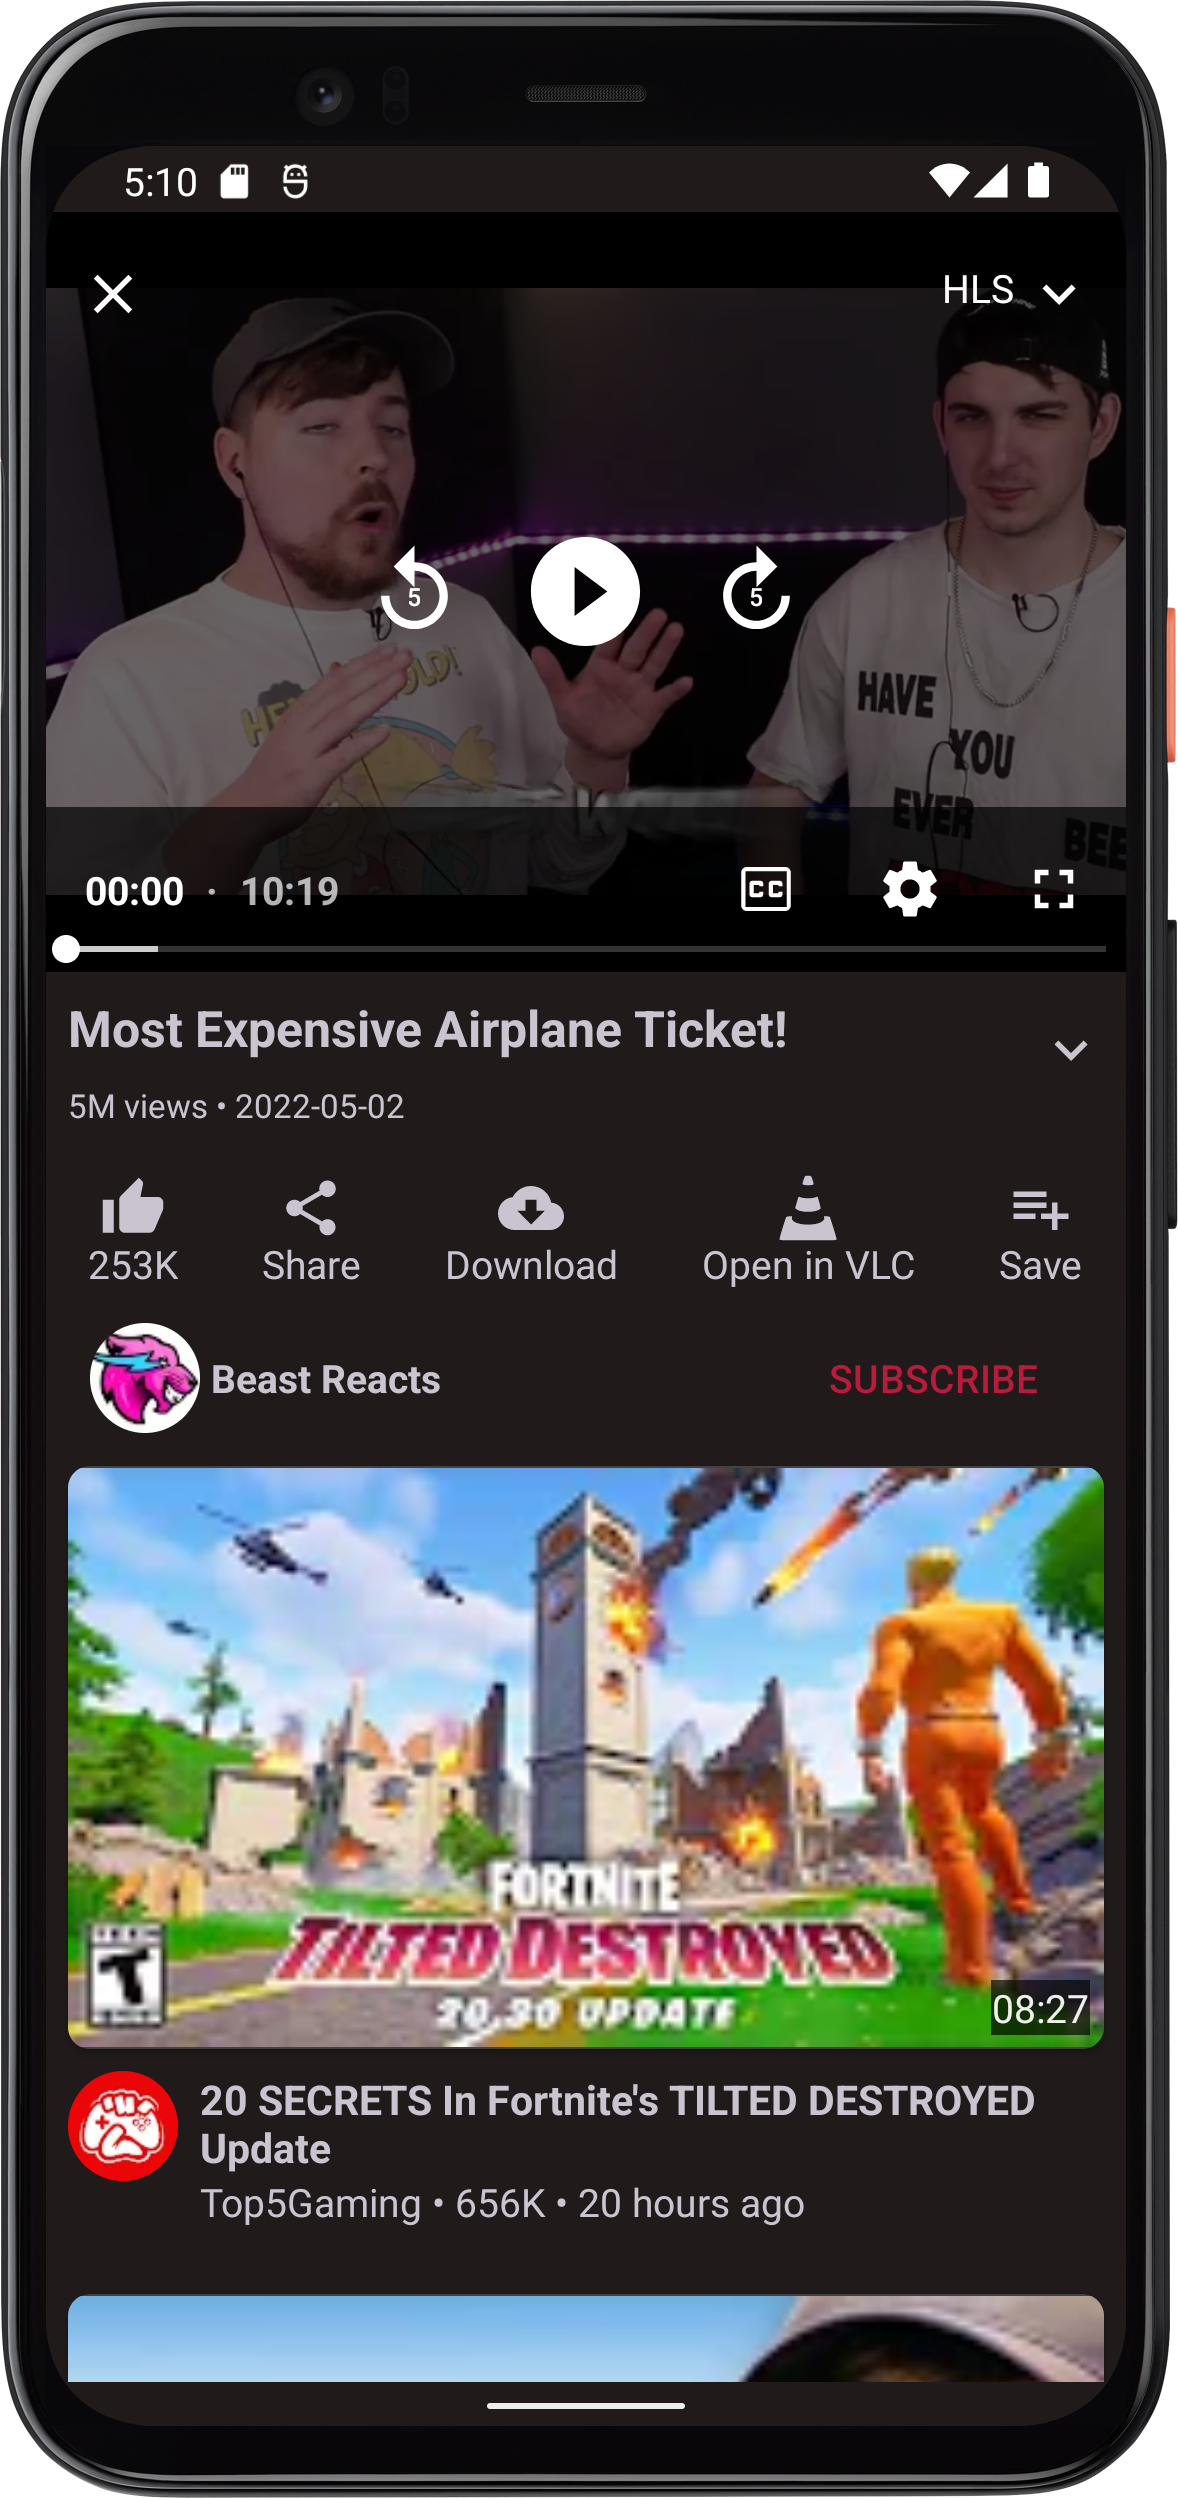 5:10
HLS
5
5
HAVE
YOU
EVER
BEE
00:00 · 10:19
CC
Most Expensive Airplane Ticket!
5M views • 2022-05-02
253K
Share
Download
Open in VLC
Save
Beast Reacts
SUBSCRIBE
FORTNITE
TILTED DESTROYED
20.30 UPDATE
T
08:27
20 SECRETS In Fortnite's TILTED DESTROYED
Update
Top5Gaming • 656K • 20 hours ago